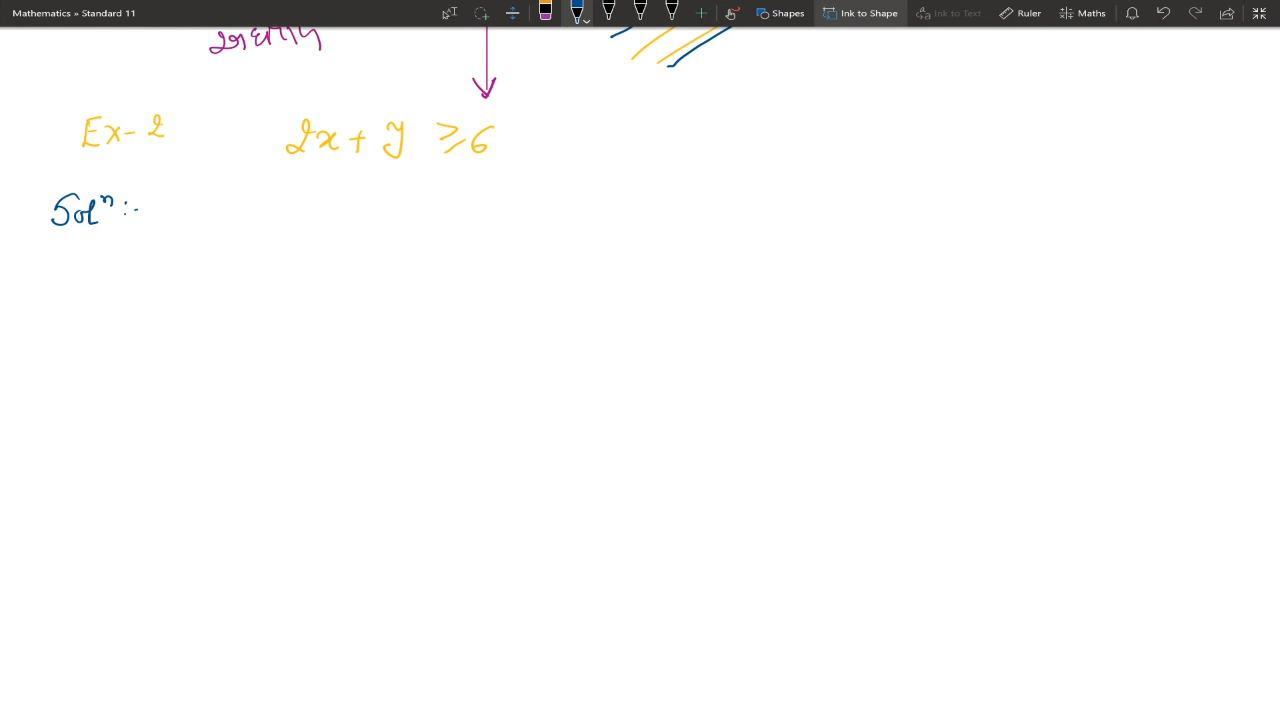 Mathematics » Standard 11
Shapes Ink to Shape Ink to Text Ruler Maths
Ex-2 2x + y ≥ 6
Solⁿ :-